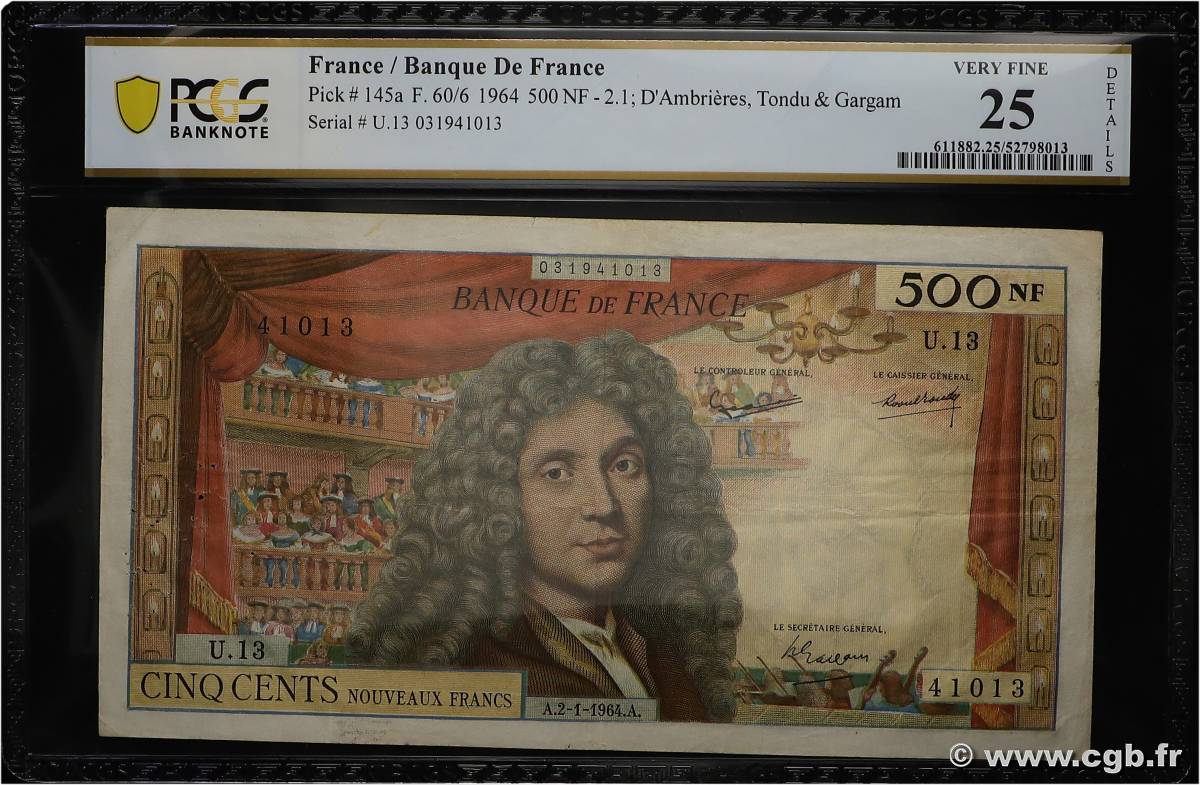 PCGS
PCGS BANKNOTE
France / Banque De France
Pick # 145a F. 60/6 1964 500 NF - 2.1; D'Ambrières, Tondu & Gargam
Serial # U.13 031941013
VERY FINE
25
DETAILS
611882.25/52798013
031941013
BANQUE DE FRANCE
500 NF
41013
U.13
LE CONTROLEUR GÉNÉRAL,
LE CAISSIER GÉNÉRAL,
LE SECRÉTAIRE GÉNÉRAL,
U.13
41013
CINQ CENTS NOUVEAUX FRANCS
A.2-1-1964.A.
© www.cgb.fr